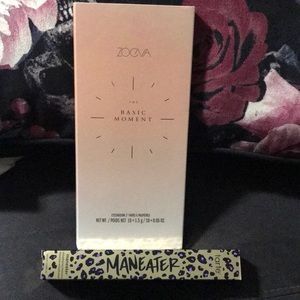 ZOEVA
THE
BASIC
MOMENT
EYESHADOW / FARD À PAUPIÈRES
NET WT / POIDS NET 10 × 1.5 g / 10 × 0.05 OZ
MANEATER
tarte